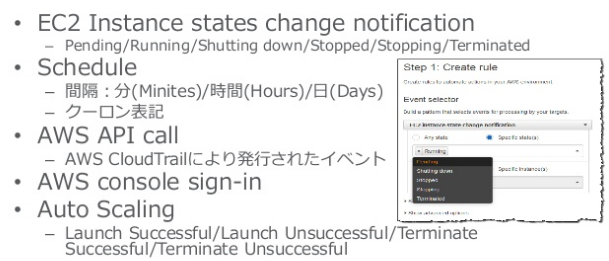 • EC2 Instance states change notification
– Pending/Running/Shutting down/Stopped/Stopping/Terminated
• Schedule
– 間隔：分(Minites)/時間(Hours)/日(Days)
– クーロン表記
• AWS API call
– AWS CloudTrailにより発行されたイベント
• AWS console sign-in
• Auto Scaling
– Launch Successful/Launch Unsuccessful/Terminate
Successful/Terminate Unsuccessful
Step 1: Create rule
Create rules to automate actions in your AWS environment.
Event selector
Build a pattern that selects events for processing by your targets.
EC2 instance state change notification
Any state Specific state(s)
Running
Pending
Shutting down Specific instance(s)
Stopped
Stopping
Terminated
Show advanced options